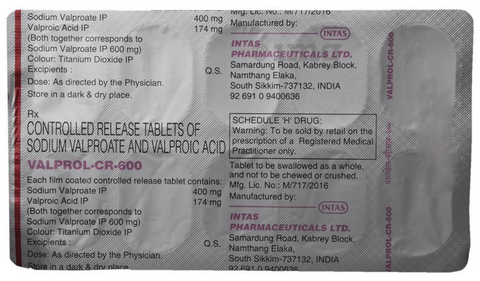 Sodium Valproate IP 400 mg
Valproic Acid IP 174 mg
(Both together corresponds to
Sodium Valproate IP 600 mg)
Colour: Titanium Dioxide IP
Excipients : Q.S.
Dose: As directed by the Physician.
Store in a dark & dry place.
Mfg. Lic. No.: M/717/2016
Manufactured by:
INTAS
INTAS
PHARMACEUTICALS LTD.
Samardung Road, Kabrey Block,
Namthang Elaka,
South Sikkim-737132, INDIA
92 691 0 9400636
Rx
CONTROLLED RELEASE TABLETS OF
SODIUM VALPROATE AND VALPROIC ACID
VALPROL-CR-600
Each film coated controlled release tablet contains:
Sodium Valproate IP 400 mg
Valproic Acid IP 174 mg
(Both together corresponds to
Sodium Valproate IP 600 mg)
Colour: Titanium Dioxide IP
Excipients : Q.S.
Dose: As directed by the Physician.
Store in a dark & dry place
SCHEDULE 'H' DRUG:
Warning: To be sold by retail on the
prescription of a Registered Medical
Practitioner only.
Tablet to be swallowed as a whole,
and not to be chewed or crushed.
Mfg. Lic. No.: M/717/2016
Manufactured by:
INTAS
INTAS
PHARMACEUTICALS LTD.
Samardung Road, Kabrey Block,
Namthang Elaka,
South Sikkim-737132, INDIA
92 691 0 9400636
VALPROL-CR-600
VALPROL-CR-600